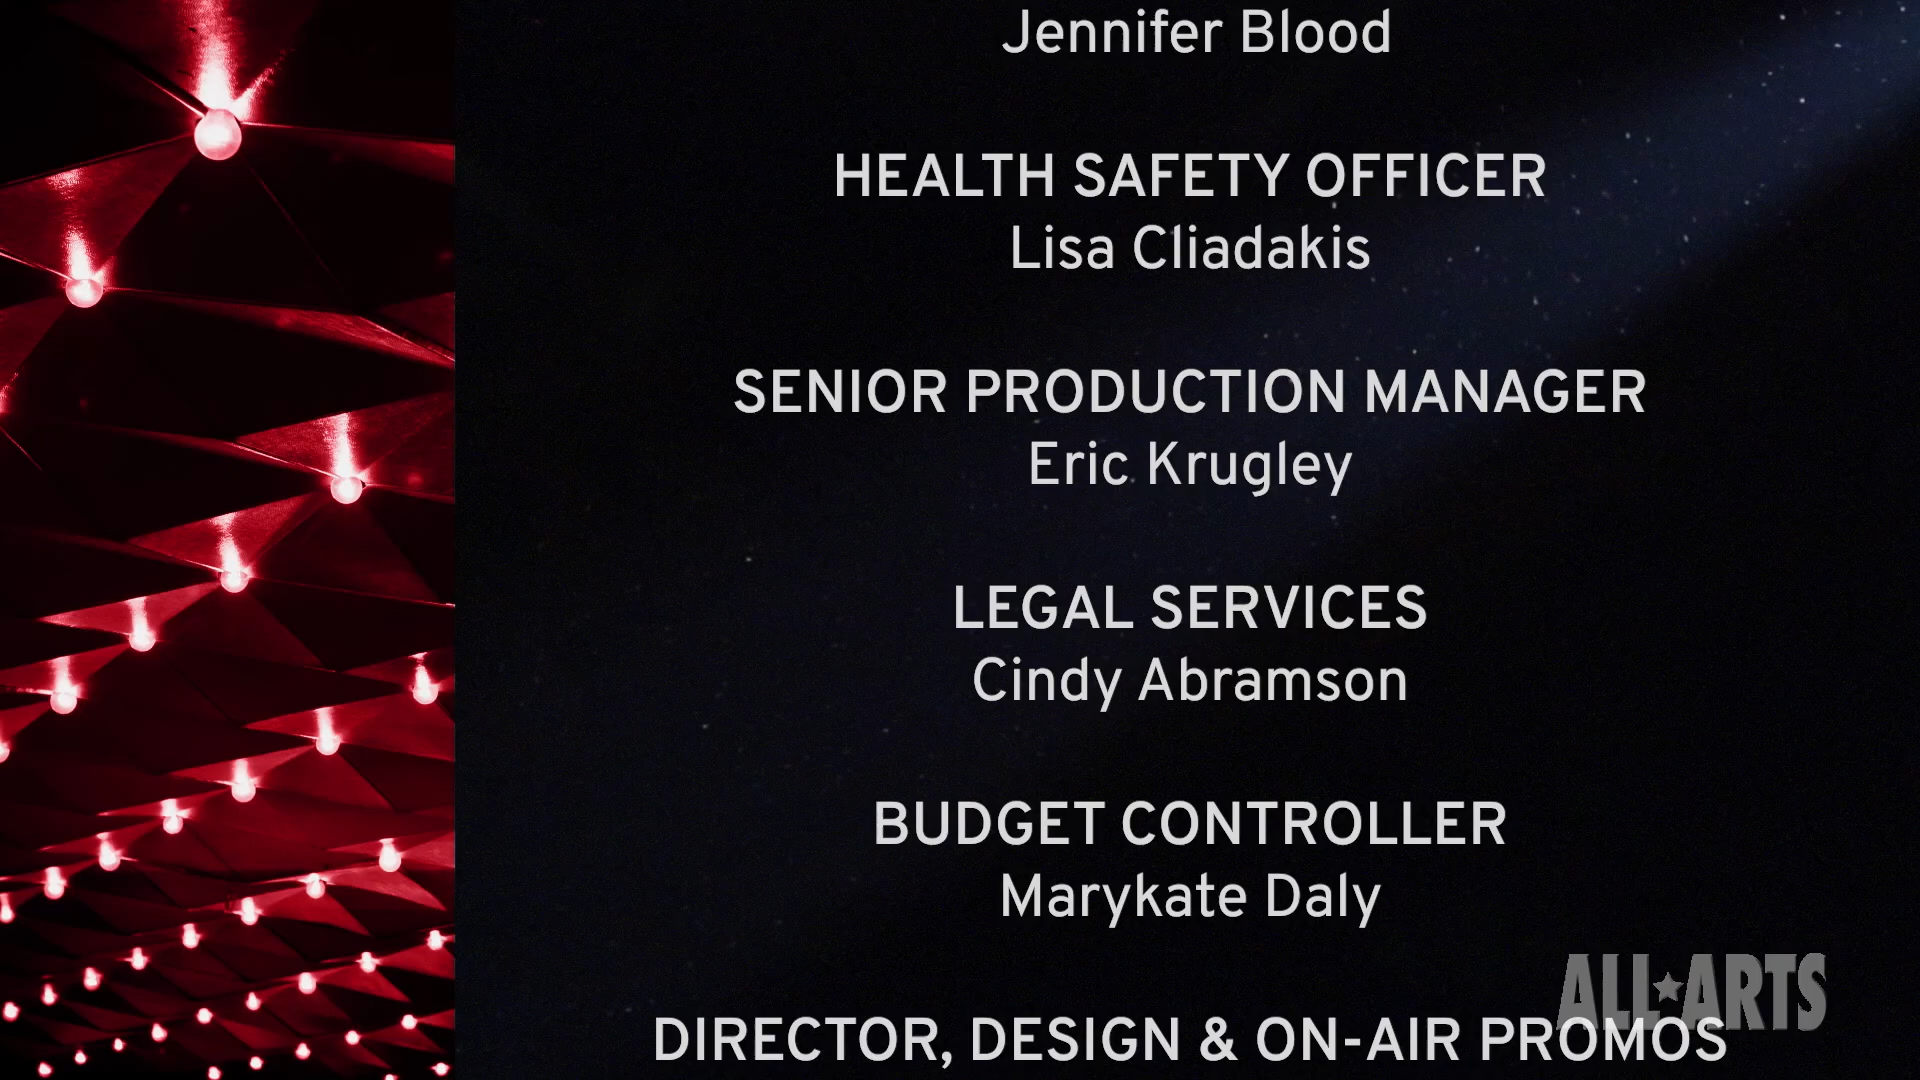 Jennifer Blood
HEALTH SAFETY OFFICER
Lisa Cliadakis
SENIOR PRODUCTION MANAGER
Eric Krugley
LEGAL SERVICES
Cindy Abramson
BUDGET CONTROLLER
Marykate Daly
ALL★ARTS
DIRECTOR, DESIGN & ON-AIR PROMOS